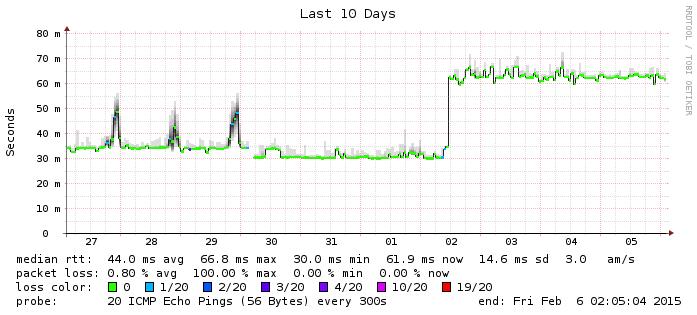 Last 10 Days
RRDTOOL / TOBI OETIKER
Seconds
80 m
70 m
60 m
50 m
40 m
30 m
20 m
10 m
0
27 28 29 30 31 01 02 03 04 05
median rtt: 44.0 ms avg 66.8 ms max 30.0 ms min 61.9 ms now 14.6 ms sd 3.0 am/s
packet loss: 0.80 % avg 100.00 % max 0.00 % min 0.00 % now
loss color: 0 1/20 2/20 3/20 4/20 10/20 19/20
probe: 20 ICMP Echo Pings (56 Bytes) every 300s end: Fri Feb 6 02:05:04 2015